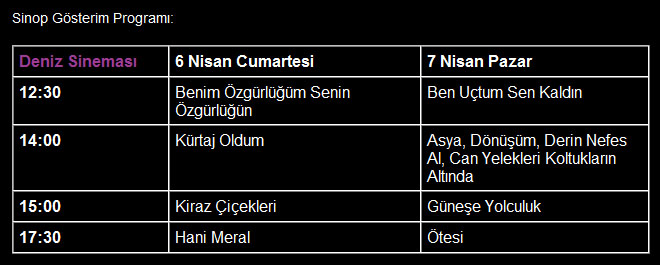 Sinop Gösterim Programı:
Deniz Sineması 6 Nisan Cumartesi 7 Nisan Pazar
12:30 Benim Özgürlüğüm Senin Özgürlüğün Ben Uçtum Sen Kaldın
14:00 Kürtaj Oldum Asya, Dönüşüm, Derin Nefes Al, Can Yelekleri Koltukların Altında
15:00 Kiraz Çiçekleri Güneşe Yolculuk
17:30 Hani Meral Ötesi